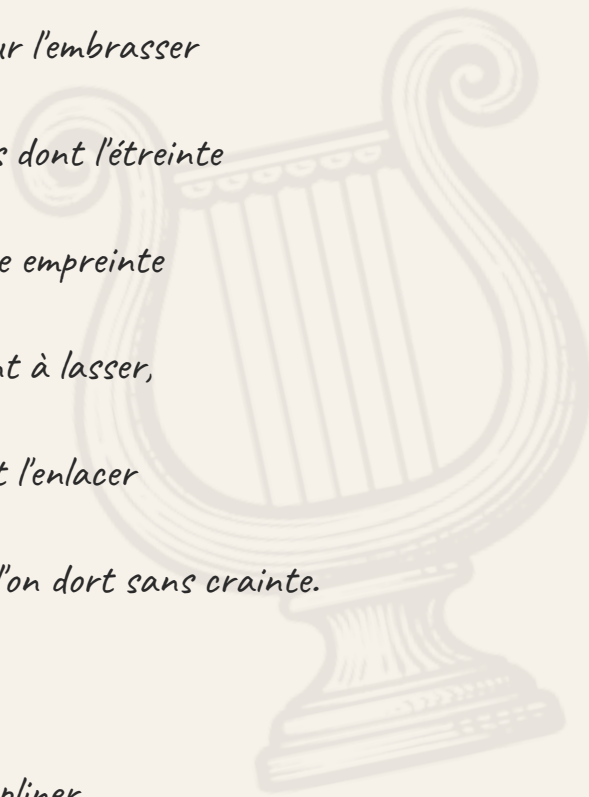 l'embrasser
dont l'étreinte
empreinte
à lasser,
l'enlacer
l'on dort sans crainte.